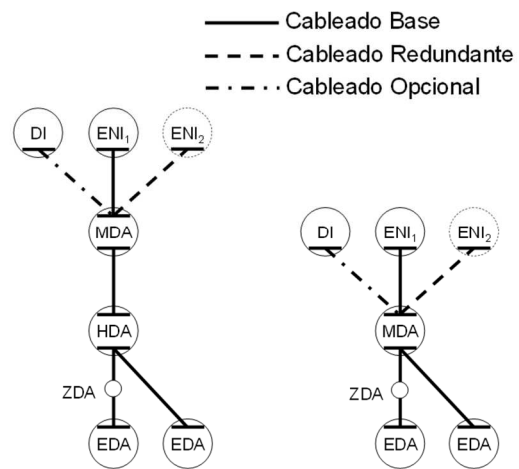 Cableado Base
Cableado Redundante
Cableado Opcional
DI ENI₁ ENI₂
MDA
HDA
ZDA
EDA EDA
DI ENI₁ ENI₂
MDA
ZDA
EDA EDA